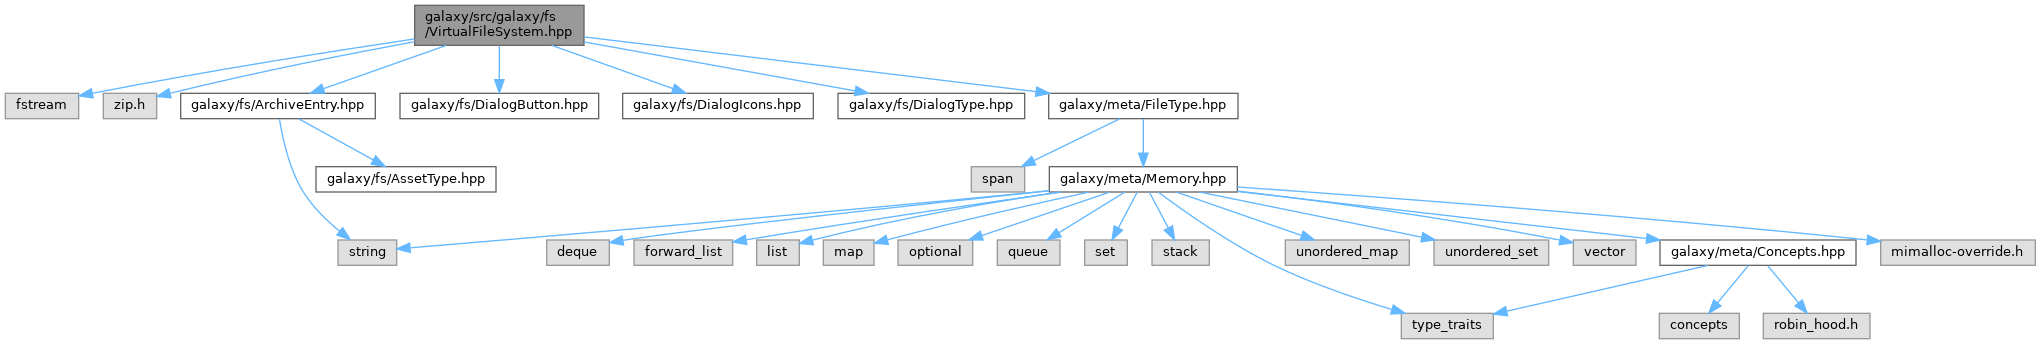 galaxy/src/galaxy/fs
/VirtualFileSystem.hpp
fstream
zip.h
galaxy/fs/ArchiveEntry.hpp
galaxy/fs/DialogButton.hpp
galaxy/fs/DialogIcons.hpp
galaxy/fs/DialogType.hpp
galaxy/meta/FileType.hpp
galaxy/fs/AssetType.hpp
span
galaxy/meta/Memory.hpp
string
deque
forward_list
list
map
optional
queue
set
stack
unordered_map
unordered_set
vector
galaxy/meta/Concepts.hpp
mimalloc-override.h
type_traits
concepts
robin_hood.h